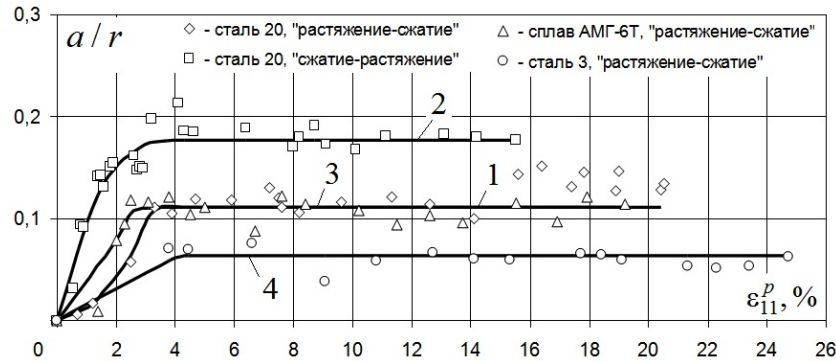 0,3
a / r
- сталь 20, "растяжение-сжатие"
- сплав АМГ-6Т, "растяжение-сжатие"
- сталь 20, "сжатие-растяжение"
- сталь 3, "растяжение-сжатие"
0,2
2
3
1
0,1
4
ε₁₁ᵖ, %
0
0 2 4 6 8 10 12 14 16 18 20 22 24 26